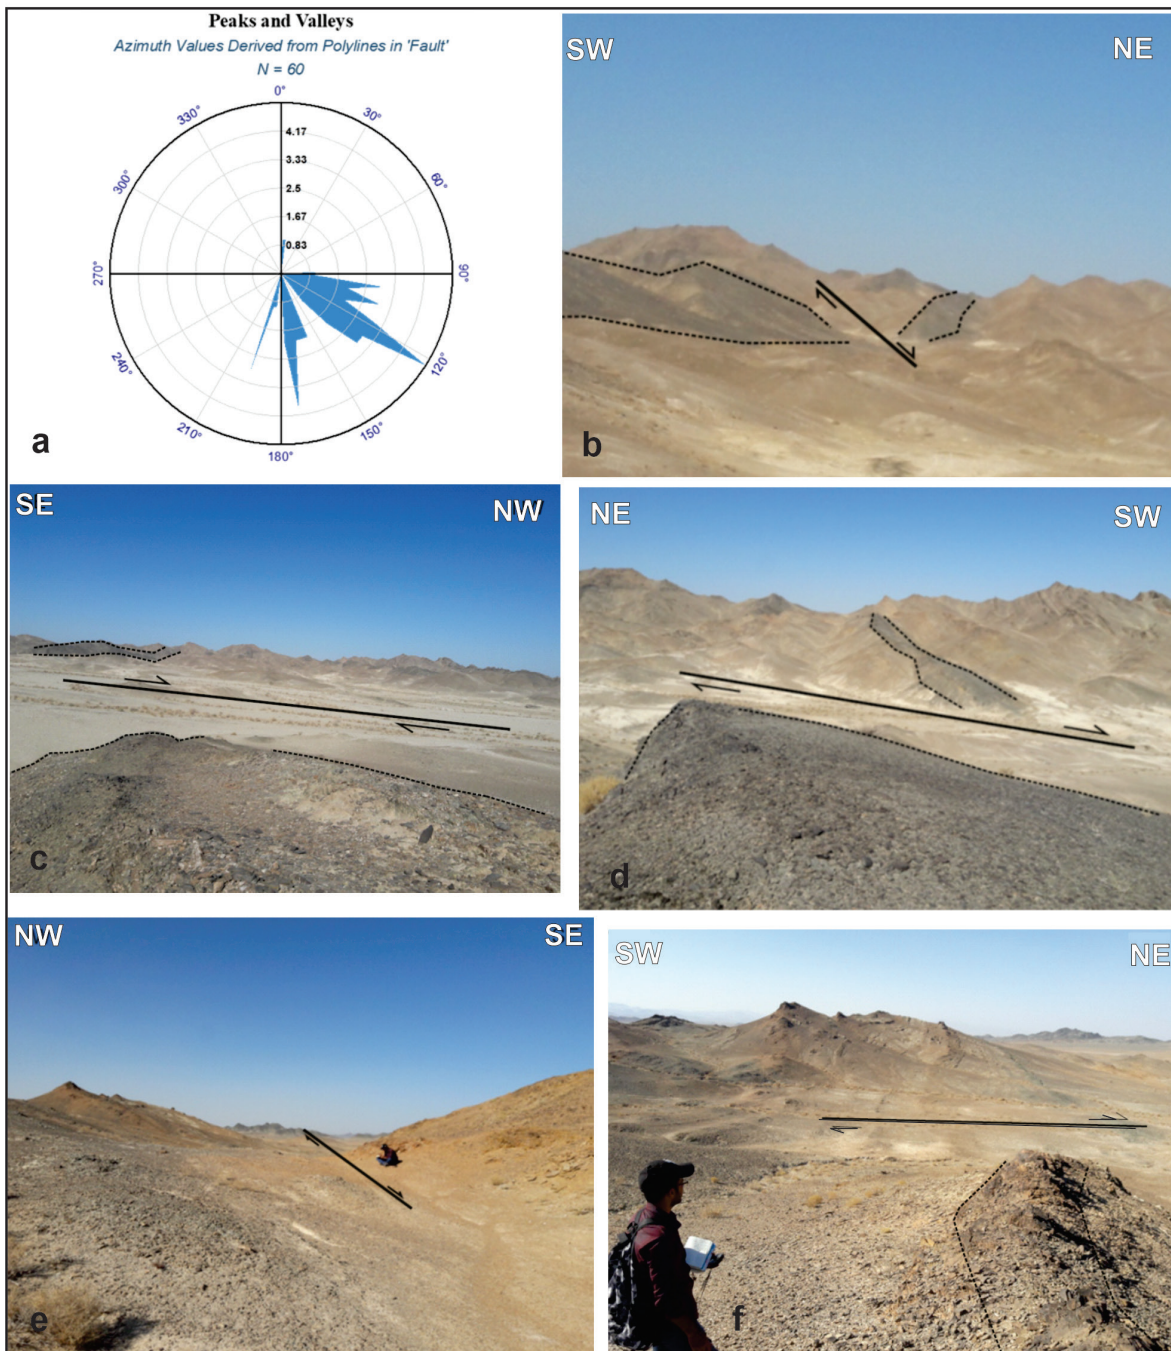 Peaks and Valleys
Azimuth Values Derived from Polylines in 'Fault'
N = 60
0°
30°
60°
90°
120°
150°
180°
210°
240°
270°
300°
330°
4.17
3.33
2.5
1.67
0.83
a
SW NE
b
SE NW
c
NE SW
d
NW SE
e
SW NE
f